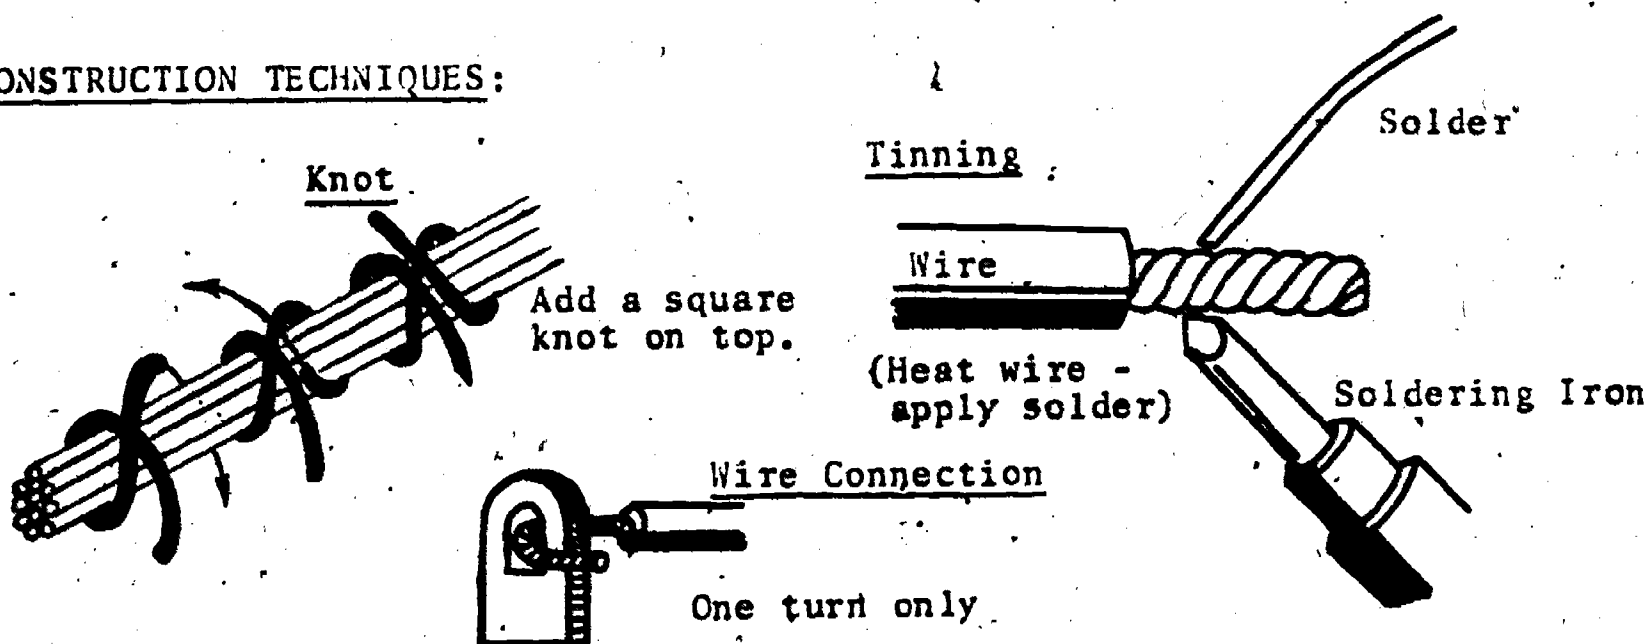 ONSTRUCTION TECHNIQUES:
Knot
Add a square
knot on top.
Tinning
Solder
Wire
(Heat wire -
apply solder)
Soldering Iron
Wire Connection
One turn only